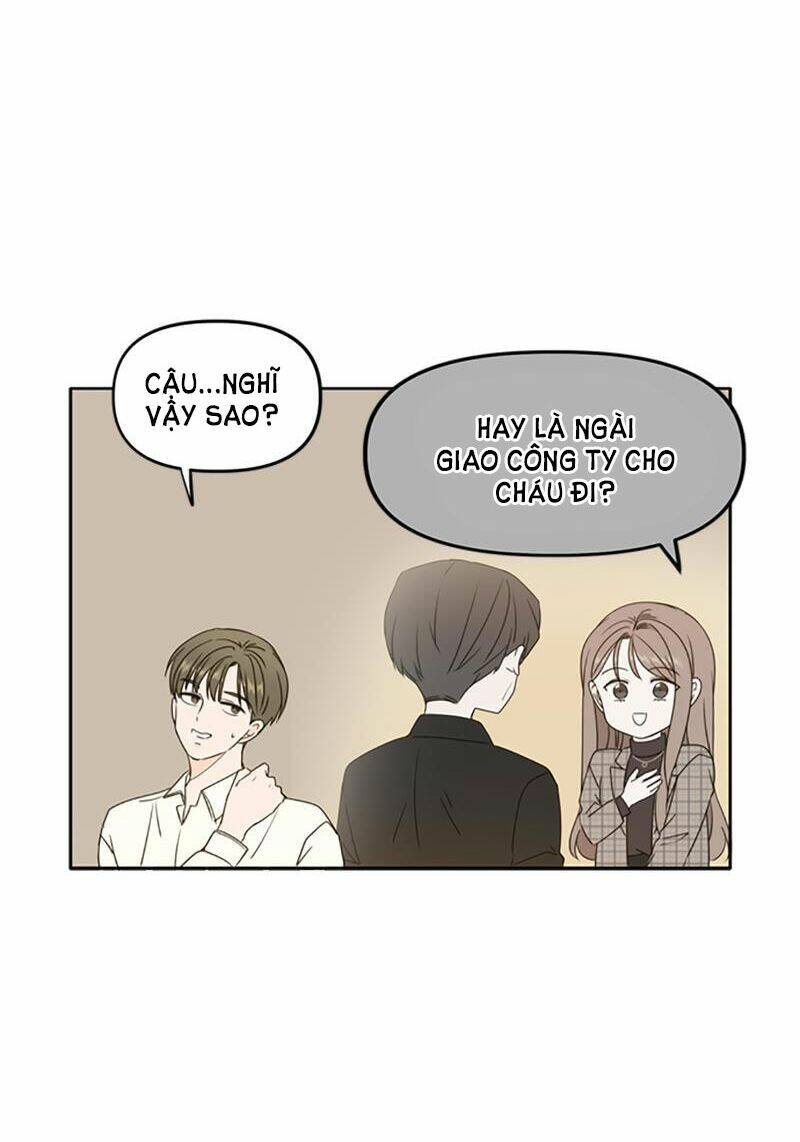 CẬU...NGHĨ
VẬY SAO?
HAY LÀ NGÀI
GIAO CÔNG TY CHO
CHÁU ĐI?